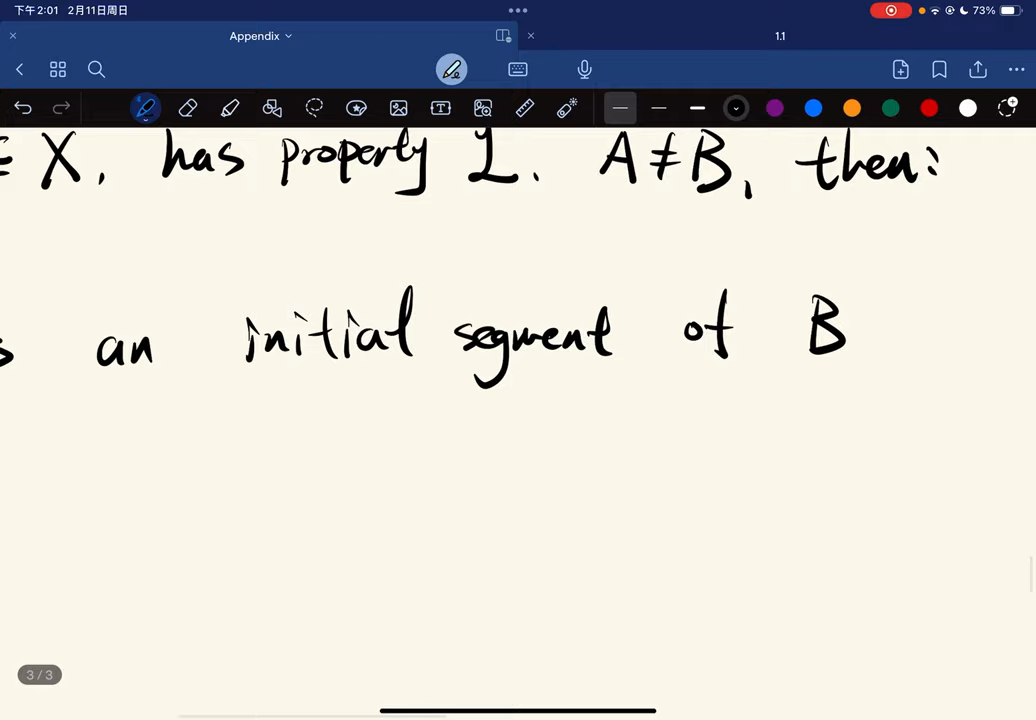 下午2:01 2月11日周日
73%
Appendix
1.1
X, has property L. A≠B, then:
an initial segment of B
3 / 3